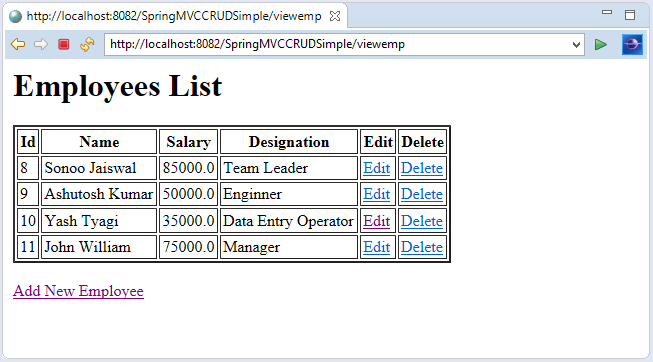 http://localhost:8082/SpringMVCCRUDSimple/viewemp
http://localhost:8082/SpringMVCCRUDSimple/viewemp
Employees List
Id Name Salary Designation Edit Delete
8 Sonoo Jaiswal 85000.0 Team Leader Edit Delete
9 Ashutosh Kumar 50000.0 Enginner Edit Delete
10 Yash Tyagi 35000.0 Data Entry Operator Edit Delete
11 John William 75000.0 Manager Edit Delete
Add New Employee